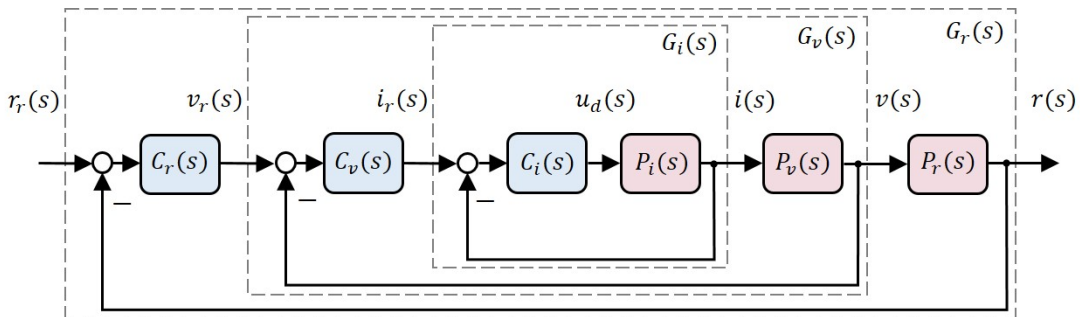 G_i(s) G_v(s) G_r(s)
r_r(s) v_r(s) i_r(s) u_d(s) i(s) v(s) r(s)
C_r(s) C_v(s) C_i(s) P_i(s) P_v(s) P_r(s)
− − −